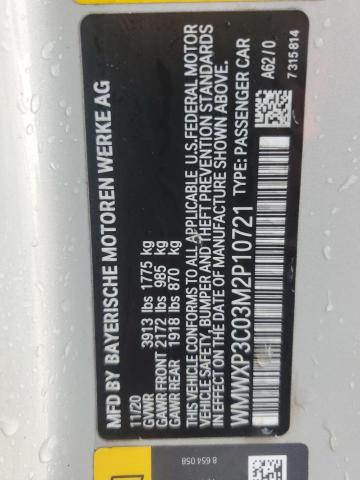 MFD BY BAYERISCHE MOTOREN WERKE AG
11/20
GVWR 3913 lbs 1775 kg
GAWR FRONT 2172 lbs 985 kg
GAWR REAR 1918 lbs 870 kg
THIS VEHICLE CONFORMS TO ALL APPLICABLE U.S. FEDERAL MOTOR
VEHICLE SAFETY, BUMPER AND THEFT PREVENTION STANDARDS
IN EFFECT ON THE DATE OF MANUFACTURE SHOWN ABOVE.
WMWXP3C03M2P10721 TYPE: PASSENGER CAR
A62/0
7 315 814
8 654 058